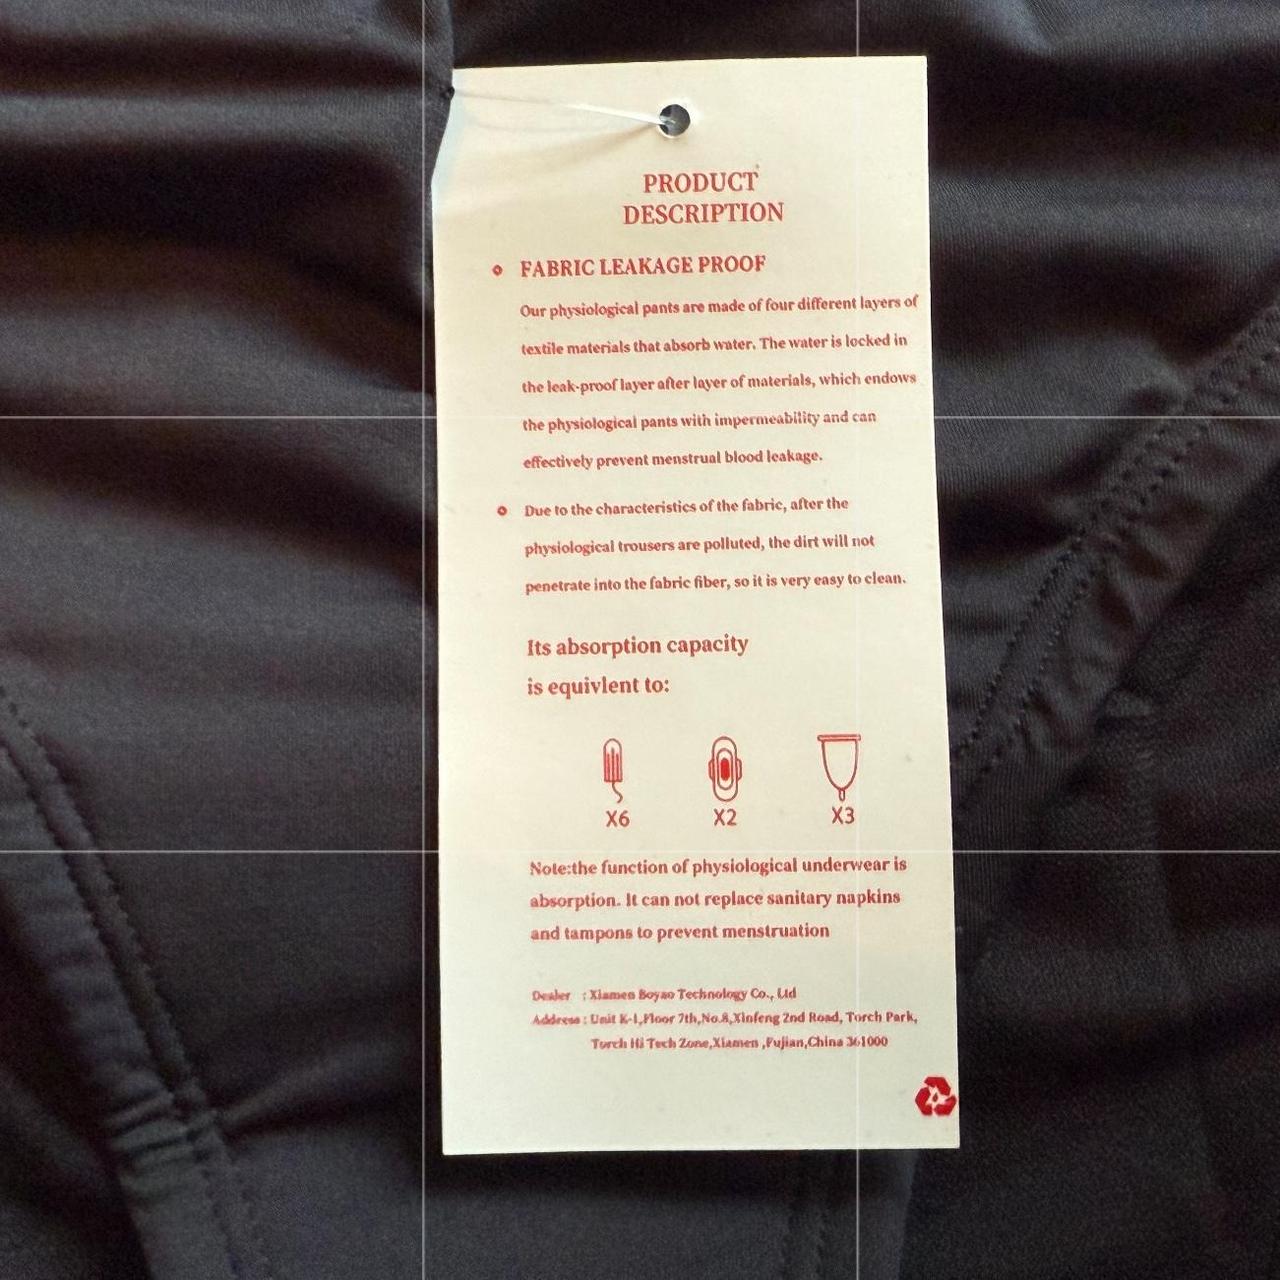 PRODUCT
DESCRIPTION
FABRIC LEAKAGE PROOF
Our physiological pants are made of four different layers of
textile materials that absorb water. The water is locked in
the leak-proof layer after layer of materials, which endows
the physiological pants with impermeability and can
effectively prevent menstrual blood leakage.
Due to the characteristics of the fabric, after the
physiological trousers are polluted, the dirt will not
penetrate into the fabric fiber, so it is very easy to clean.
Its absorption capacity
is equivlent to:
X6 X2 X3
Note:the function of physiological underwear is
absorption. It can not replace sanitary napkins
and tampons to prevent menstruation
Dealer : Xiamen Boyao Technology Co., Ltd
Address : Unit K-1,Floor 7th,No.8,Xinfeng 2nd Road, Torch Park,
Torch Hi Tech Zone,Xiamen ,Fujian,China 361000